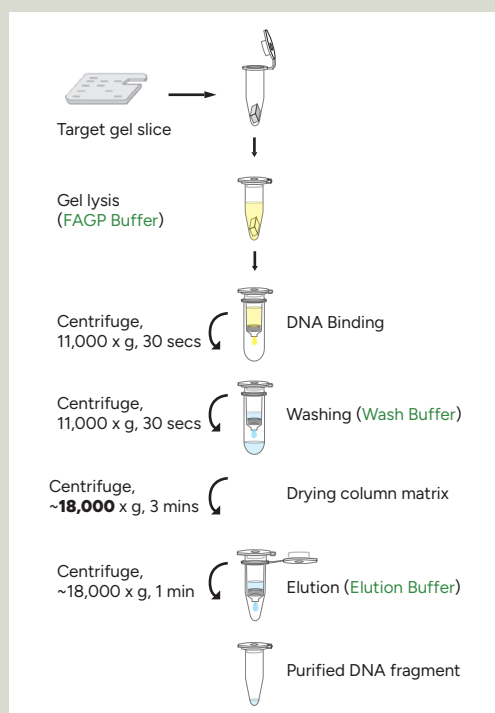 Target gel slice
Gel lysis
(FAGP Buffer)
Centrifuge,
11,000 x g, 30 secs
DNA Binding
Centrifuge,
11,000 x g, 30 secs
Washing (Wash Buffer)
Centrifuge,
~18,000 x g, 3 mins
Drying column matrix
Centrifuge,
~18,000 x g, 1 min
Elution (Elution Buffer)
Purified DNA fragment